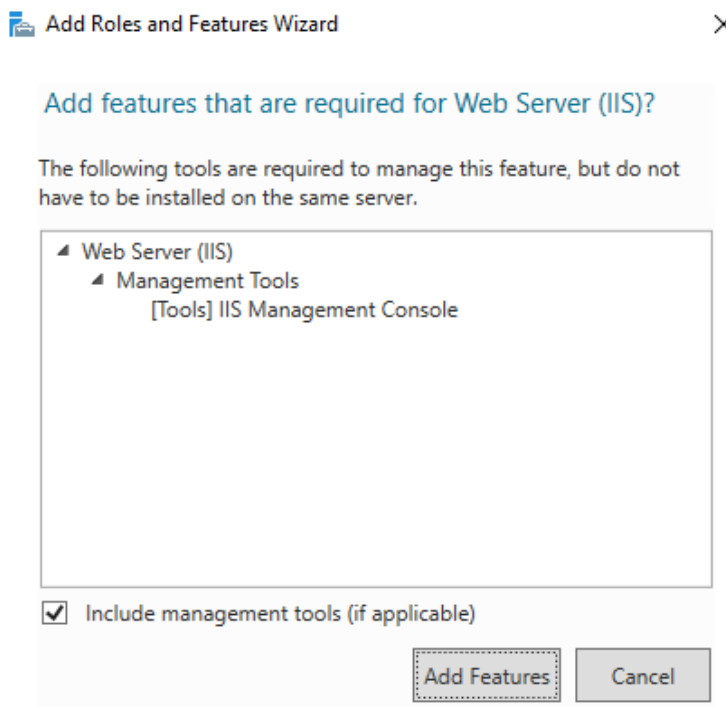 Add Roles and Features Wizard
Add features that are required for Web Server (IIS)?
The following tools are required to manage this feature, but do not
have to be installed on the same server.
Web Server (IIS)
Management Tools
[Tools] IIS Management Console
Include management tools (if applicable)
Add Features
Cancel